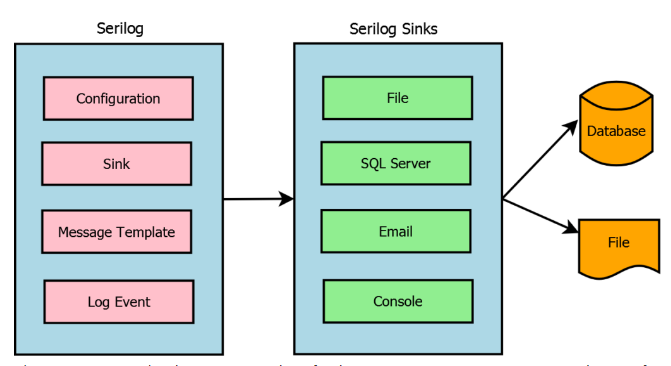 Serilog
Configuration
Sink
Message Template
Log Event
Serilog Sinks
File
SQL Server
Email
Console
Database
File